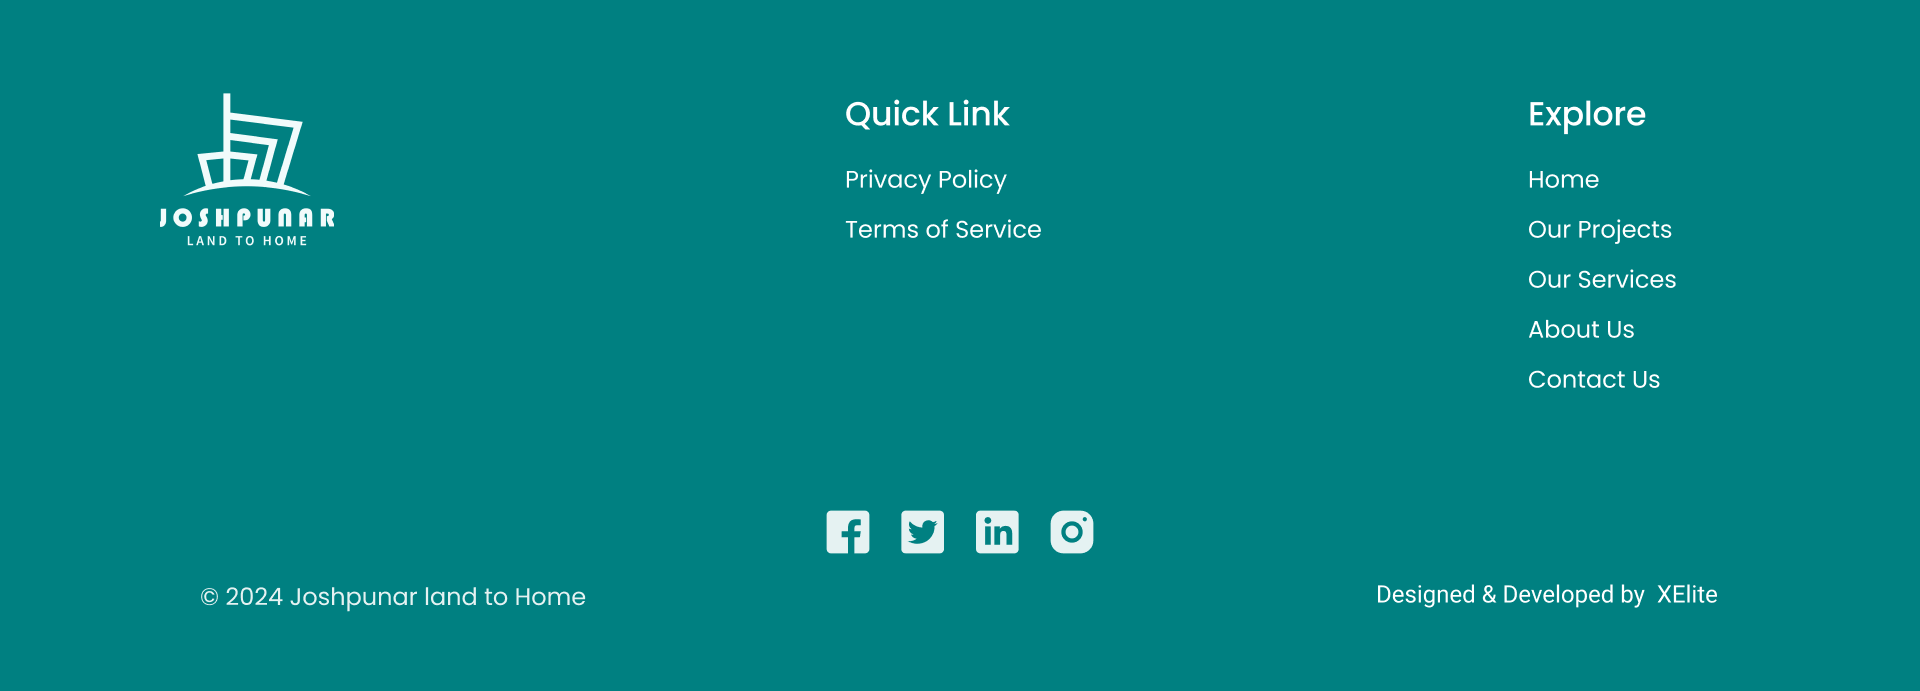 JOSHPUNAR
LAND TO HOME
Quick Link
Privacy Policy
Terms of Service
Explore
Home
Our Projects
Our Services
About Us
Contact Us
© 2024 Joshpunar land to Home
Designed & Developed by XElite